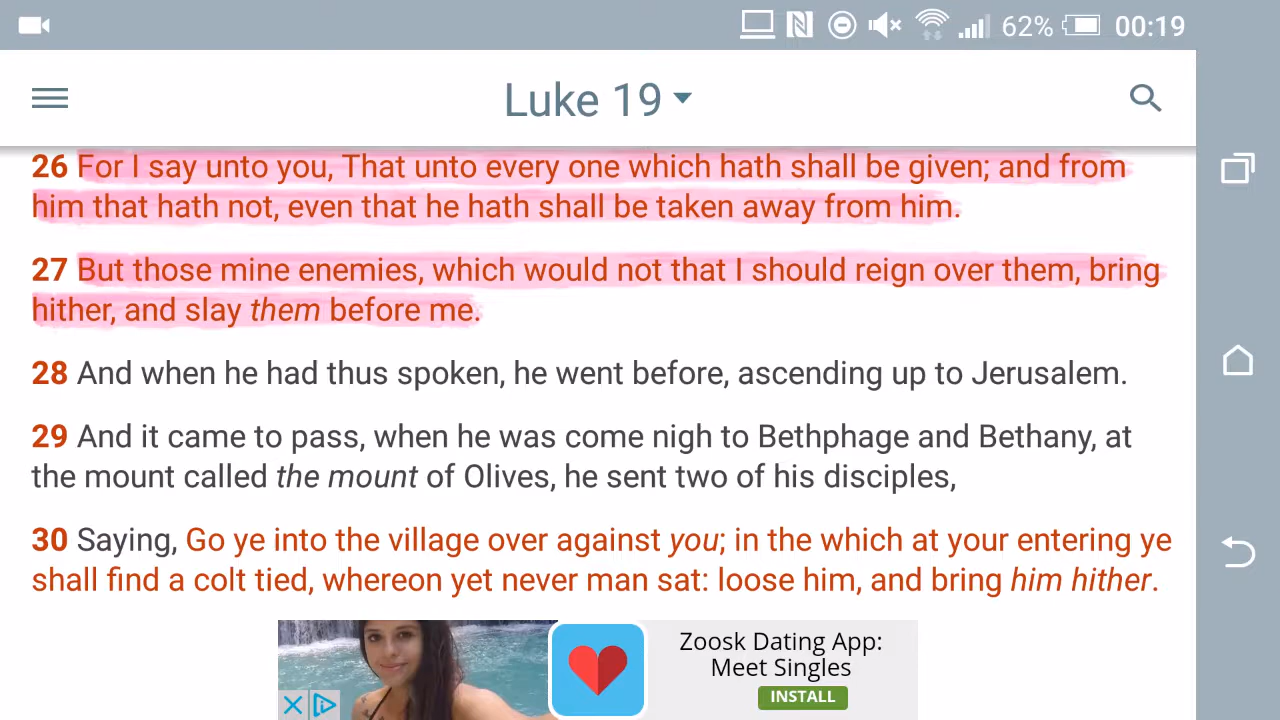 62% 00:19
Luke 19
26 For I say unto you, That unto every one which hath shall be given; and from
him that hath not, even that he hath shall be taken away from him.
27 But those mine enemies, which would not that I should reign over them, bring
hither, and slay them before me.
28 And when he had thus spoken, he went before, ascending up to Jerusalem.
29 And it came to pass, when he was come nigh to Bethphage and Bethany, at
the mount called the mount of Olives, he sent two of his disciples,
30 Saying, Go ye into the village over against you; in the which at your entering ye
shall find a colt tied, whereon yet never man sat: loose him, and bring him hither.
Zoosk Dating App:
Meet Singles
INSTALL